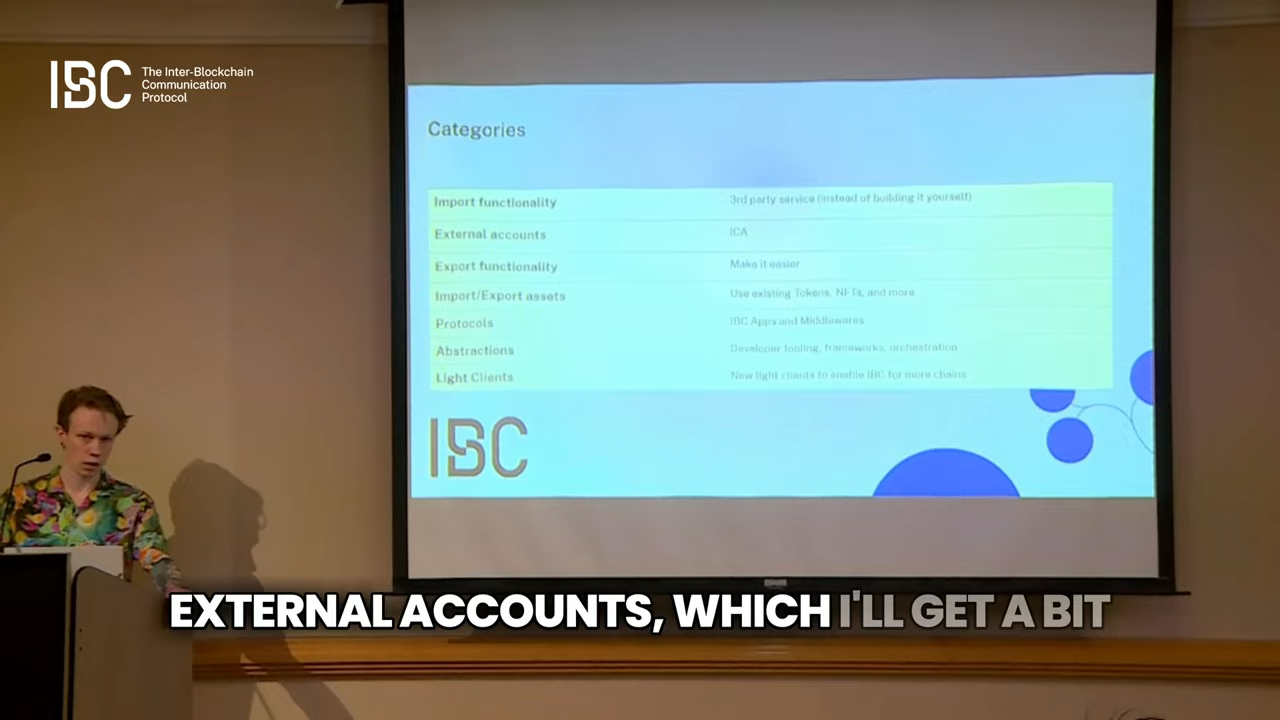 IBC The Inter-Blockchain
Communication
Protocol
Categories
Import functionality 3rd party service (instead of building it yourself)
External accounts ICA
Export functionality Make it easier
Import/Export assets Use existing Tokens, NFTs, and more
Protocols IBC Apps and Middlewares
Abstractions Developer tooling, frameworks, orchestration
Light Clients New light clients to enable IBC for more chains
IBC
EXTERNAL ACCOUNTS, WHICH I'LL GET A BIT